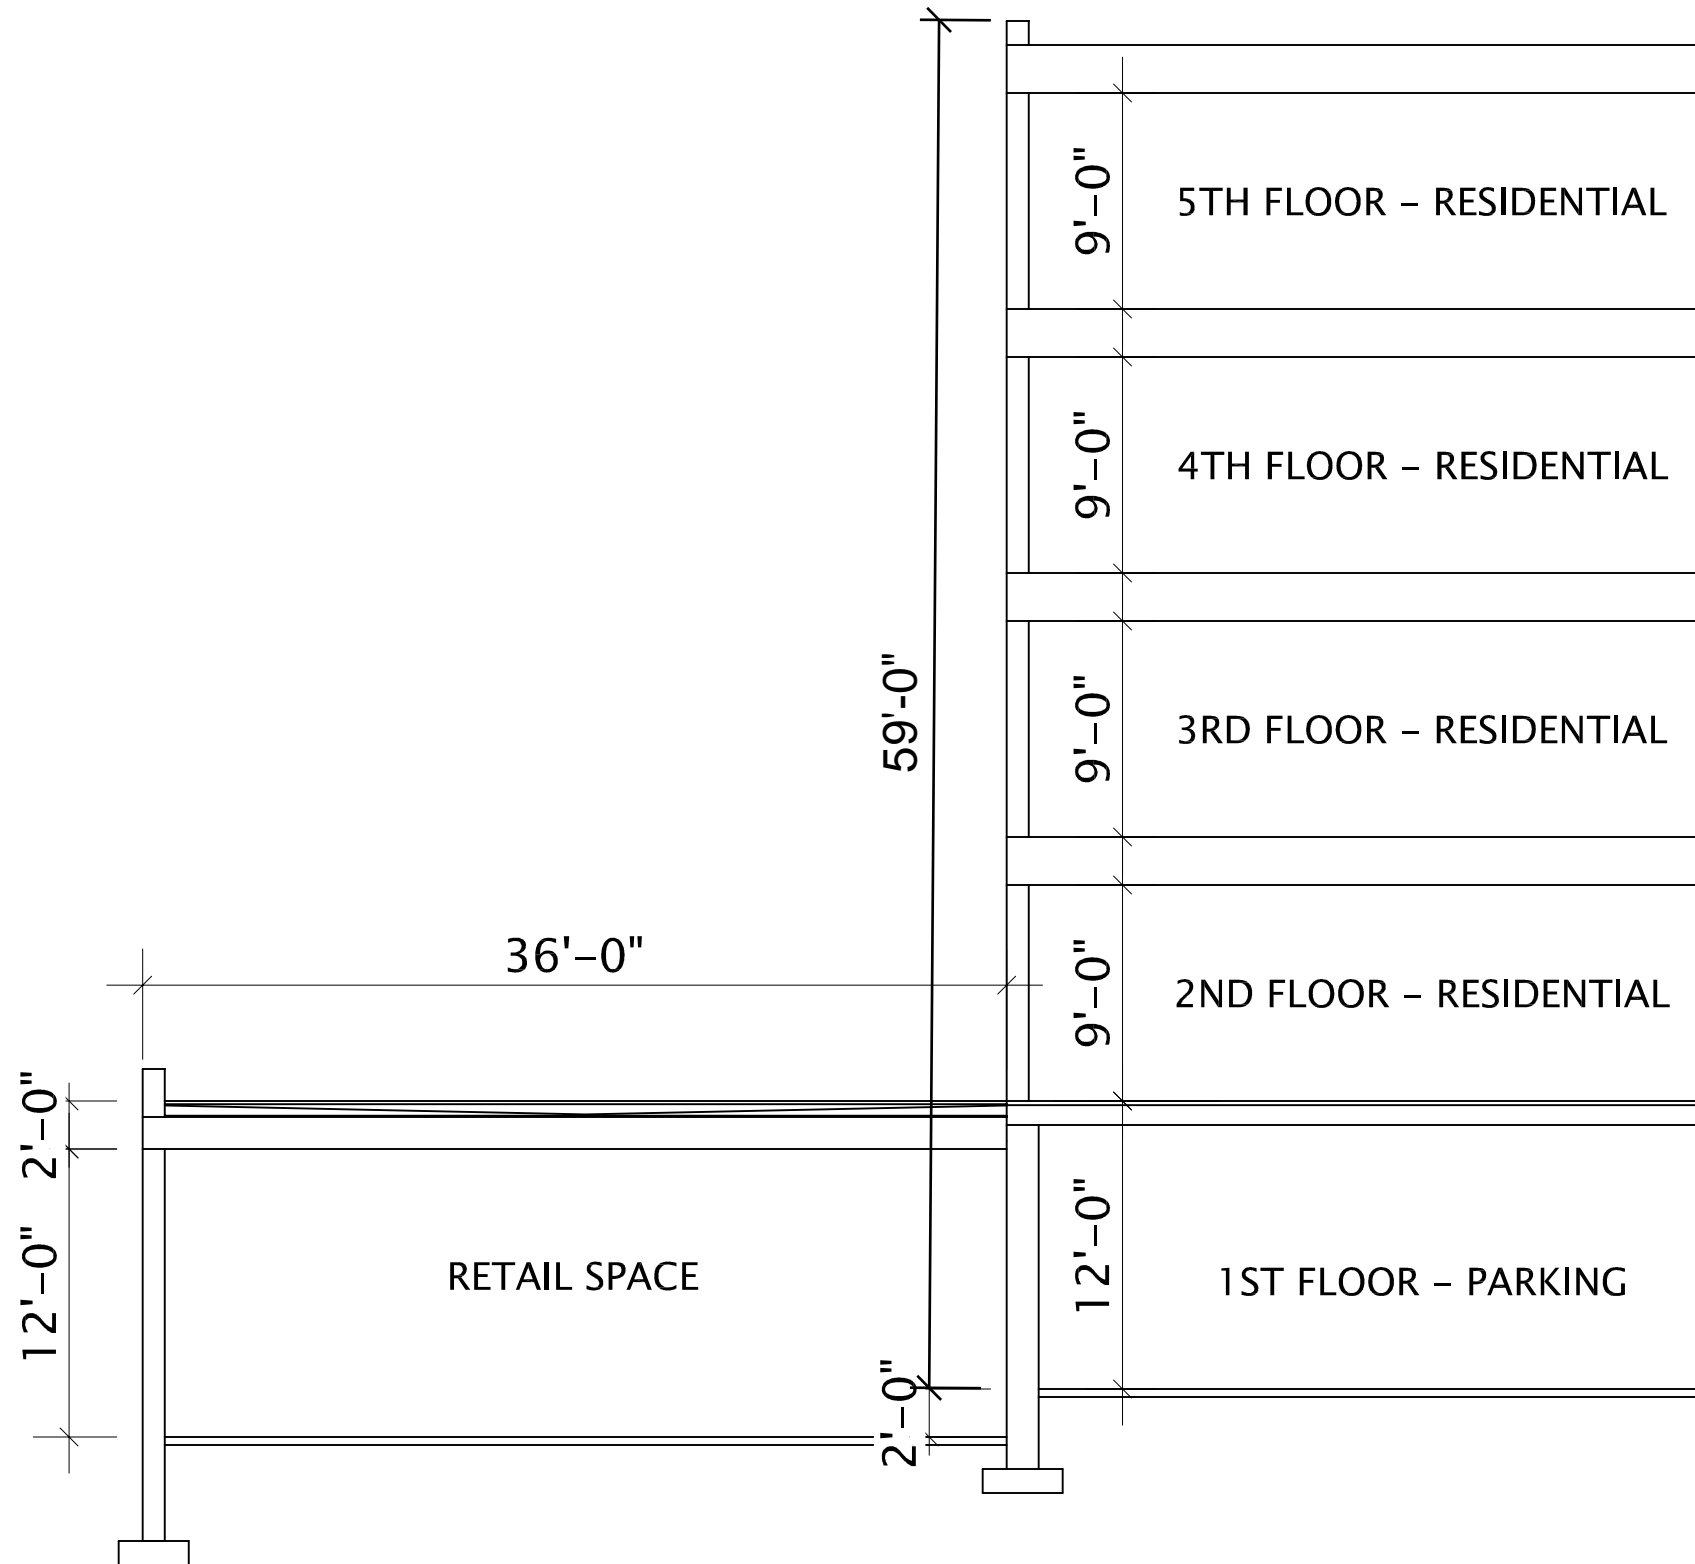 9'–0"
5TH FLOOR – RESIDENTIAL
9'–0"
4TH FLOOR – RESIDENTIAL
59'-0"
9'–0"
3RD FLOOR – RESIDENTIAL
36'–0"
9'–0"
2ND FLOOR – RESIDENTIAL
2'–0"
12'–0"
RETAIL SPACE
12'–0"
1ST FLOOR – PARKING
2'–0"